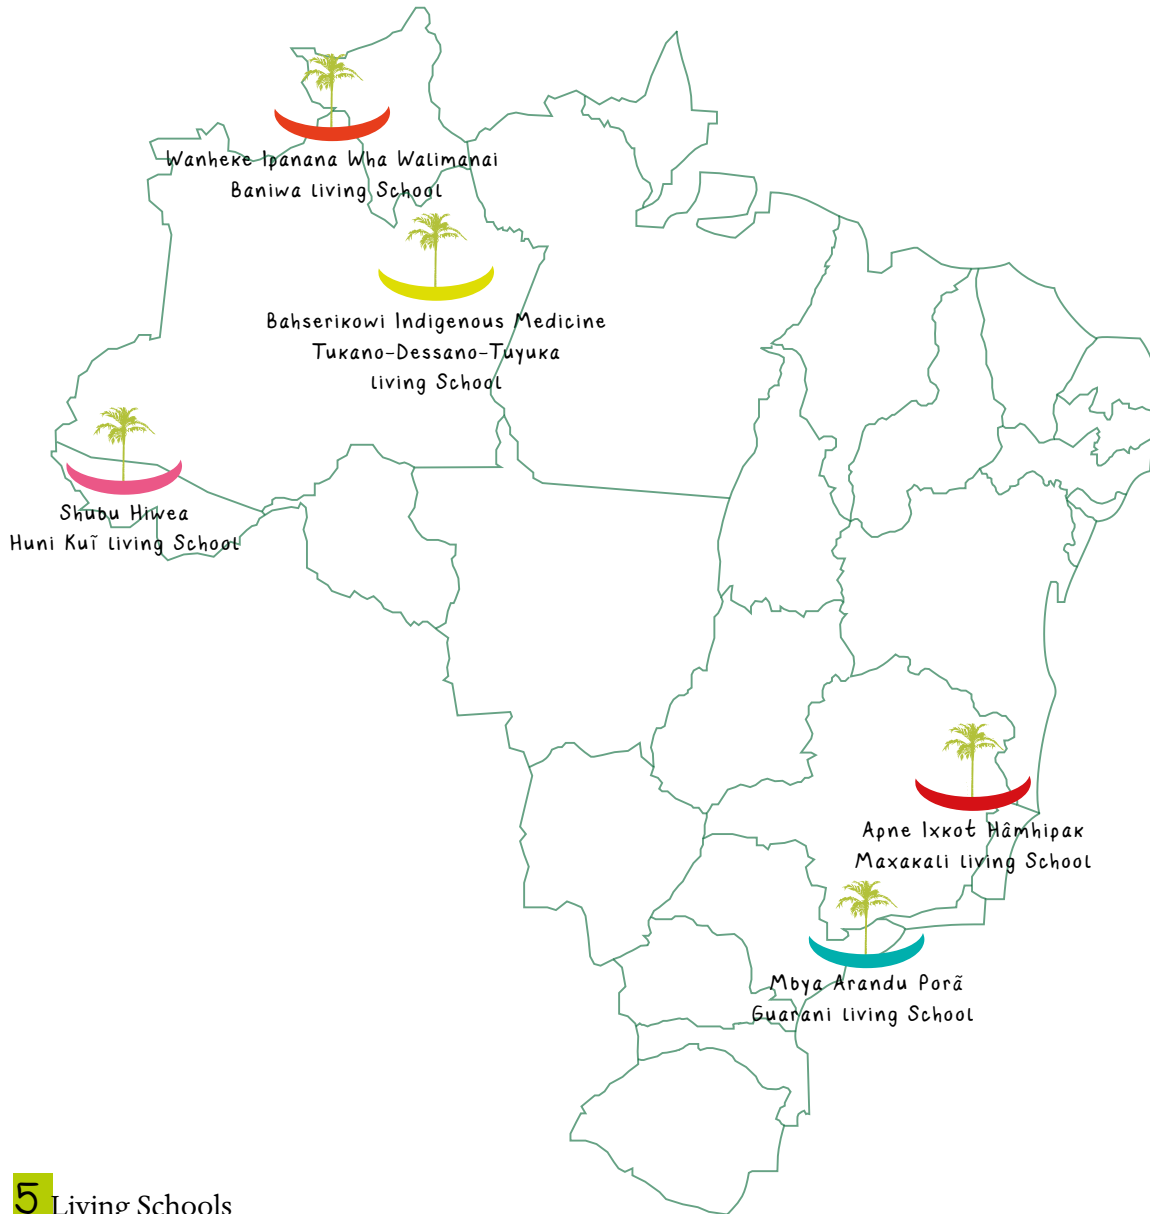 Wanheke Ipanana Wha Walimanai
Baniwa living School
Bahserikowi Indigenous Medicine
Tukano-Dessano-Tuyuka
living School
Shubu Hiwea
Huni Kuĩ living School
Apne Ixkot Hâmhipak
Maxakali living School
Mbya Arandu Porã
Guarani living School
5 Living Schools